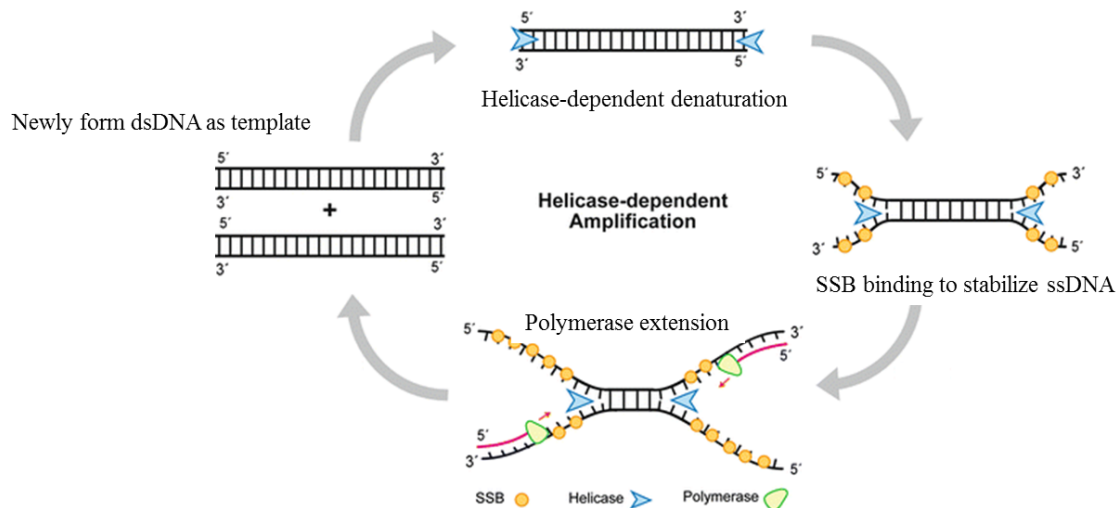 5´ 3´
3´ 5´
Helicase-dependent denaturation
Newly form dsDNA as template
5´ 3´
3´ 5´
+
5´ 3´
3´ 5´
Helicase-dependent
Amplification
5´ 3´
3´ 5´
SSB binding to stabilize ssDNA
Polymerase extension
5´ 3´
5´
5´
3´ 5´
SSB Helicase Polymerase